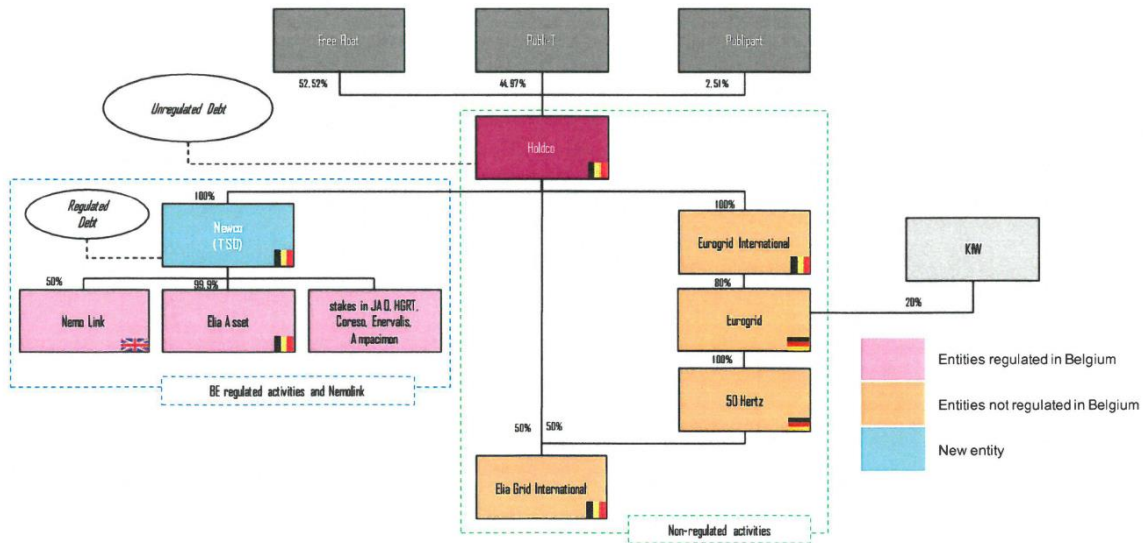 Free float
Publi-T
Publipart
52,52%
44,97%
2,51%
Unregulated Debt
Holdco
100%
100%
Regulated
Debt
Newco
(TSO)
Eurogrid International
KfW
50%
99,9%
80%
20%
Nemo Link
Elia Asset
stakes in JAO, HGRT,
Coreso, Enervalis,
Ampacimon
Eurogrid
Entities regulated in Belgium
100%
BE regulated activities and Nemolink
50 Hertz
Entities not regulated in Belgium
50%
50%
New entity
Elia Grid International
Non-regulated activities